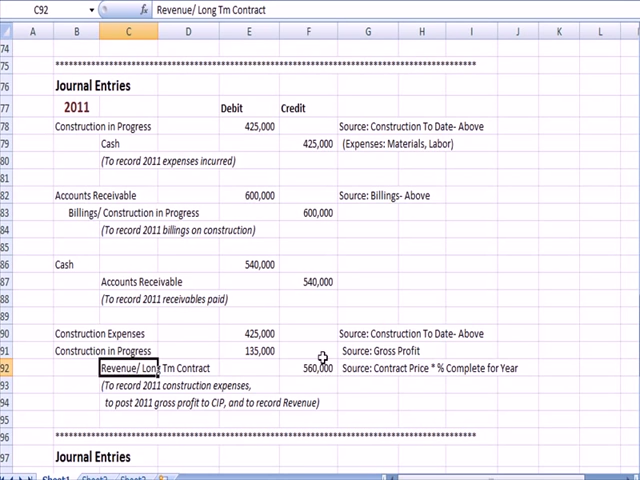 C92 fx Revenue/ Long Tm Contract
A B C D E F G H I J K L
74
75 ******************************************************************************************
76 Journal Entries
77 2011 Debit Credit
78 Construction in Progress 425,000 Source: Construction To Date- Above
79 Cash 425,000 (Expenses: Materials, Labor)
80 (To record 2011 expenses incurred)
81
82 Accounts Receivable 600,000 Source: Billings- Above
83 Billings/ Construction in Progress 600,000
84 (To record 2011 billings on construction)
85
86 Cash 540,000
87 Accounts Receivable 540,000
88 (To record 2011 receivables paid)
89
90 Construction Expenses 425,000 Source: Construction To Date- Above
91 Construction in Progress 135,000 Source: Gross Profit
92 Revenue/ Long Tm Contract 560,000 Source: Contract Price * % Complete for Year
93 (To record 2011 construction expenses,
94 to post 2011 gross profit to CIP, and to record Revenue)
95
96 ******************************************************************************************
97 Journal Entries
Sheet1 Sheet2 Sheet3